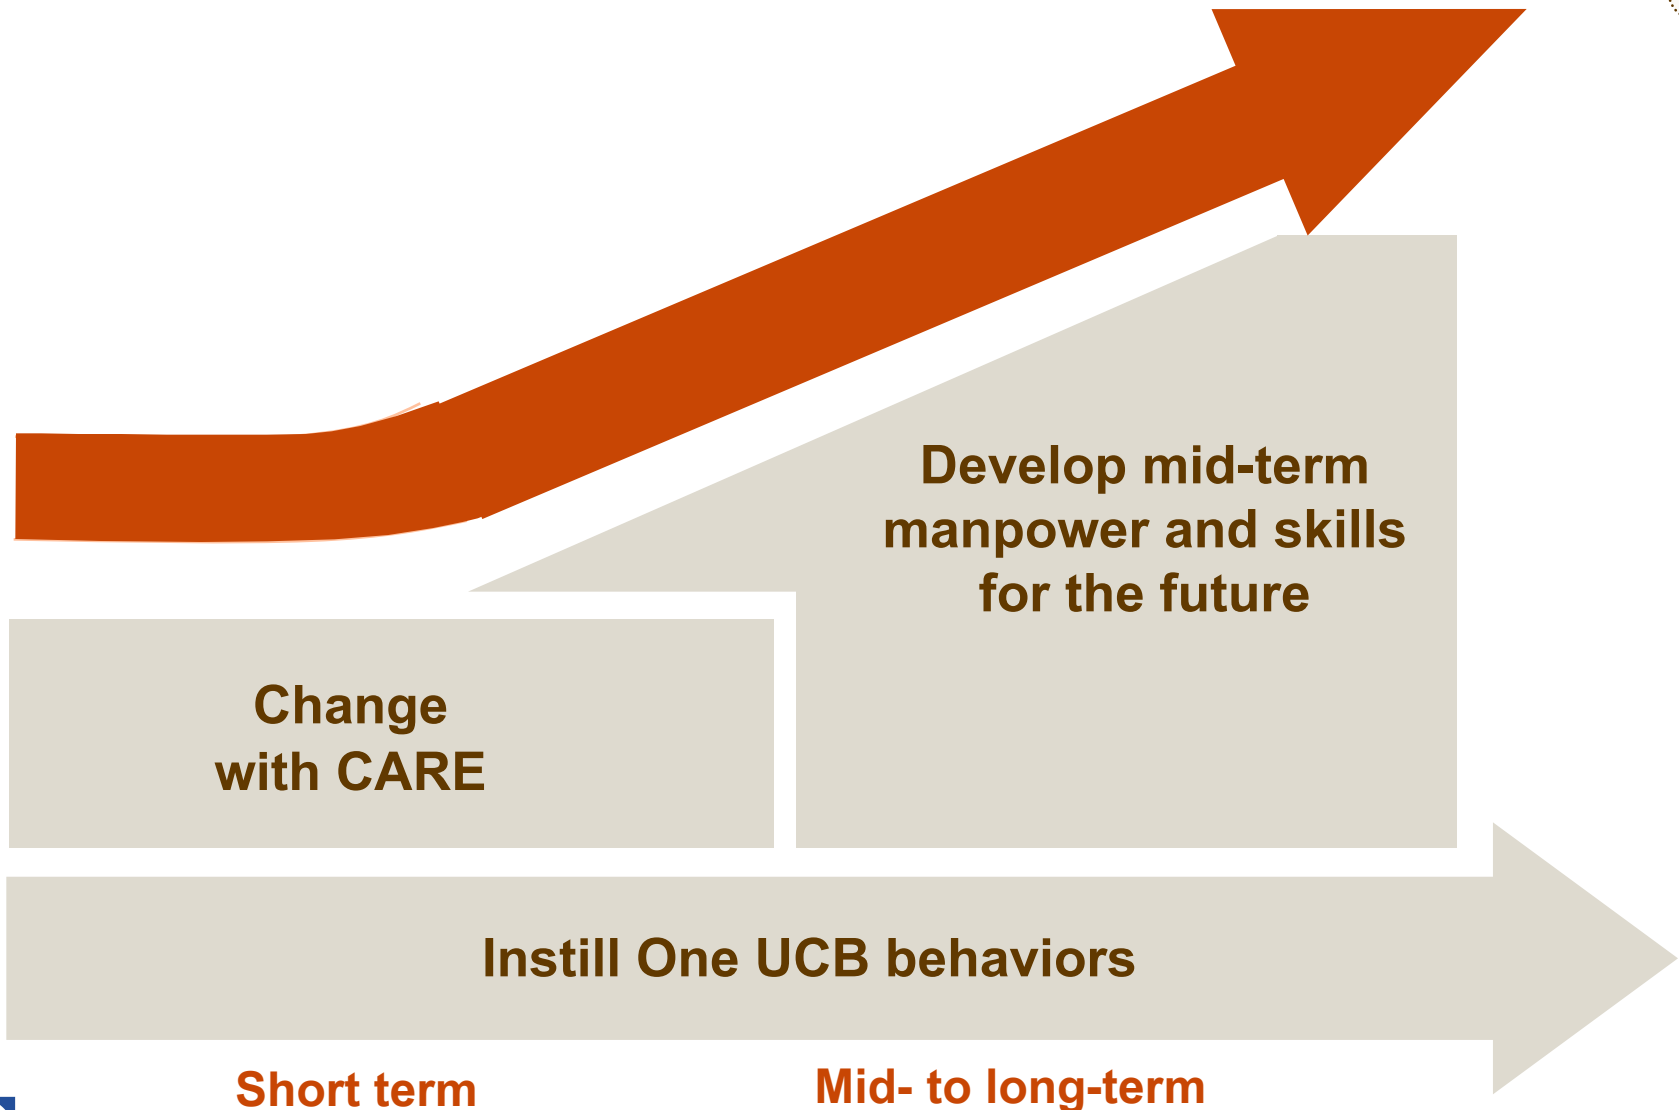 Develop mid-term
manpower and skills
for the future
Change
with CARE
Instill One UCB behaviors
Short term
Mid- to long-term